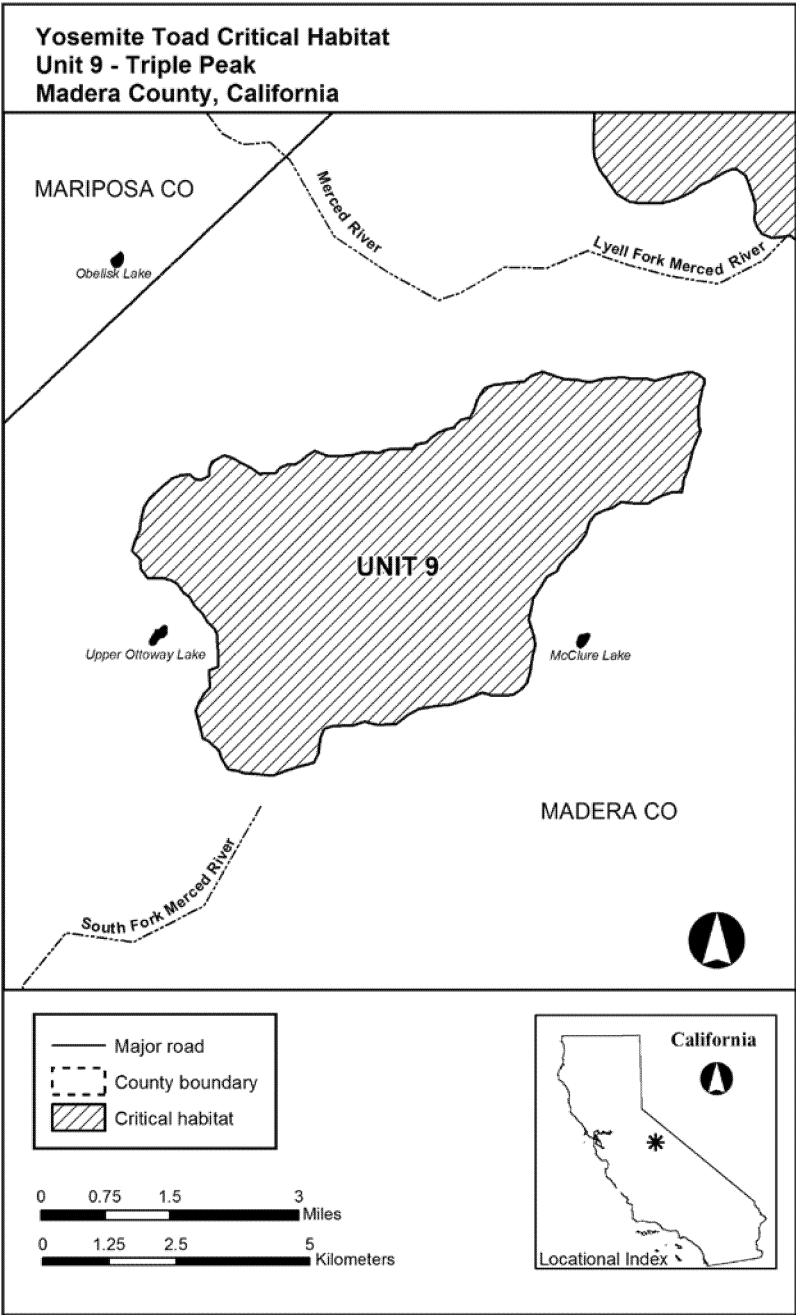 Yosemite Toad Critical Habitat
Unit 9 - Triple Peak
Madera County, California
MARIPOSA CO
Merced River
Lyell Fork Merced River
Obelisk Lake
UNIT 9
Upper Ottoway Lake
McClure Lake
MADERA CO
South Fork Merced River
Major road
County boundary
Critical habitat
0 0.75 1.5 3
Miles
0 1.25 2.5 5
Kilometers
California
Locational Index